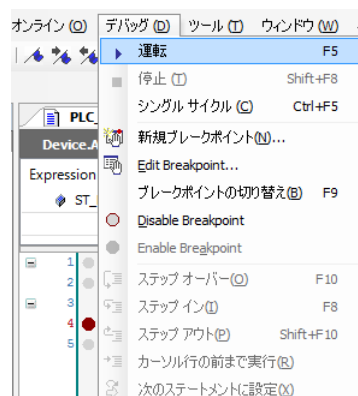 オンライン (O) デバッグ (D) ツール (T) ウィンドウ (W)
運転 F5
停止 (T) Shift+F8
シングル サイクル (C) Ctrl+F5
新規ブレークポイント(N)...
Edit Breakpoint...
ブレークポイントの切り替え(B) F9
Disable Breakpoint
Enable Breakpoint
ステップ オーバー(O) F10
ステップ イン(I) F8
ステップ アウト(P) Shift+F10
カーソル行の前まで実行(R)
次のステートメントに設定(X)
PLC_
Device.A
Expression
ST_
1
2
3
4
5